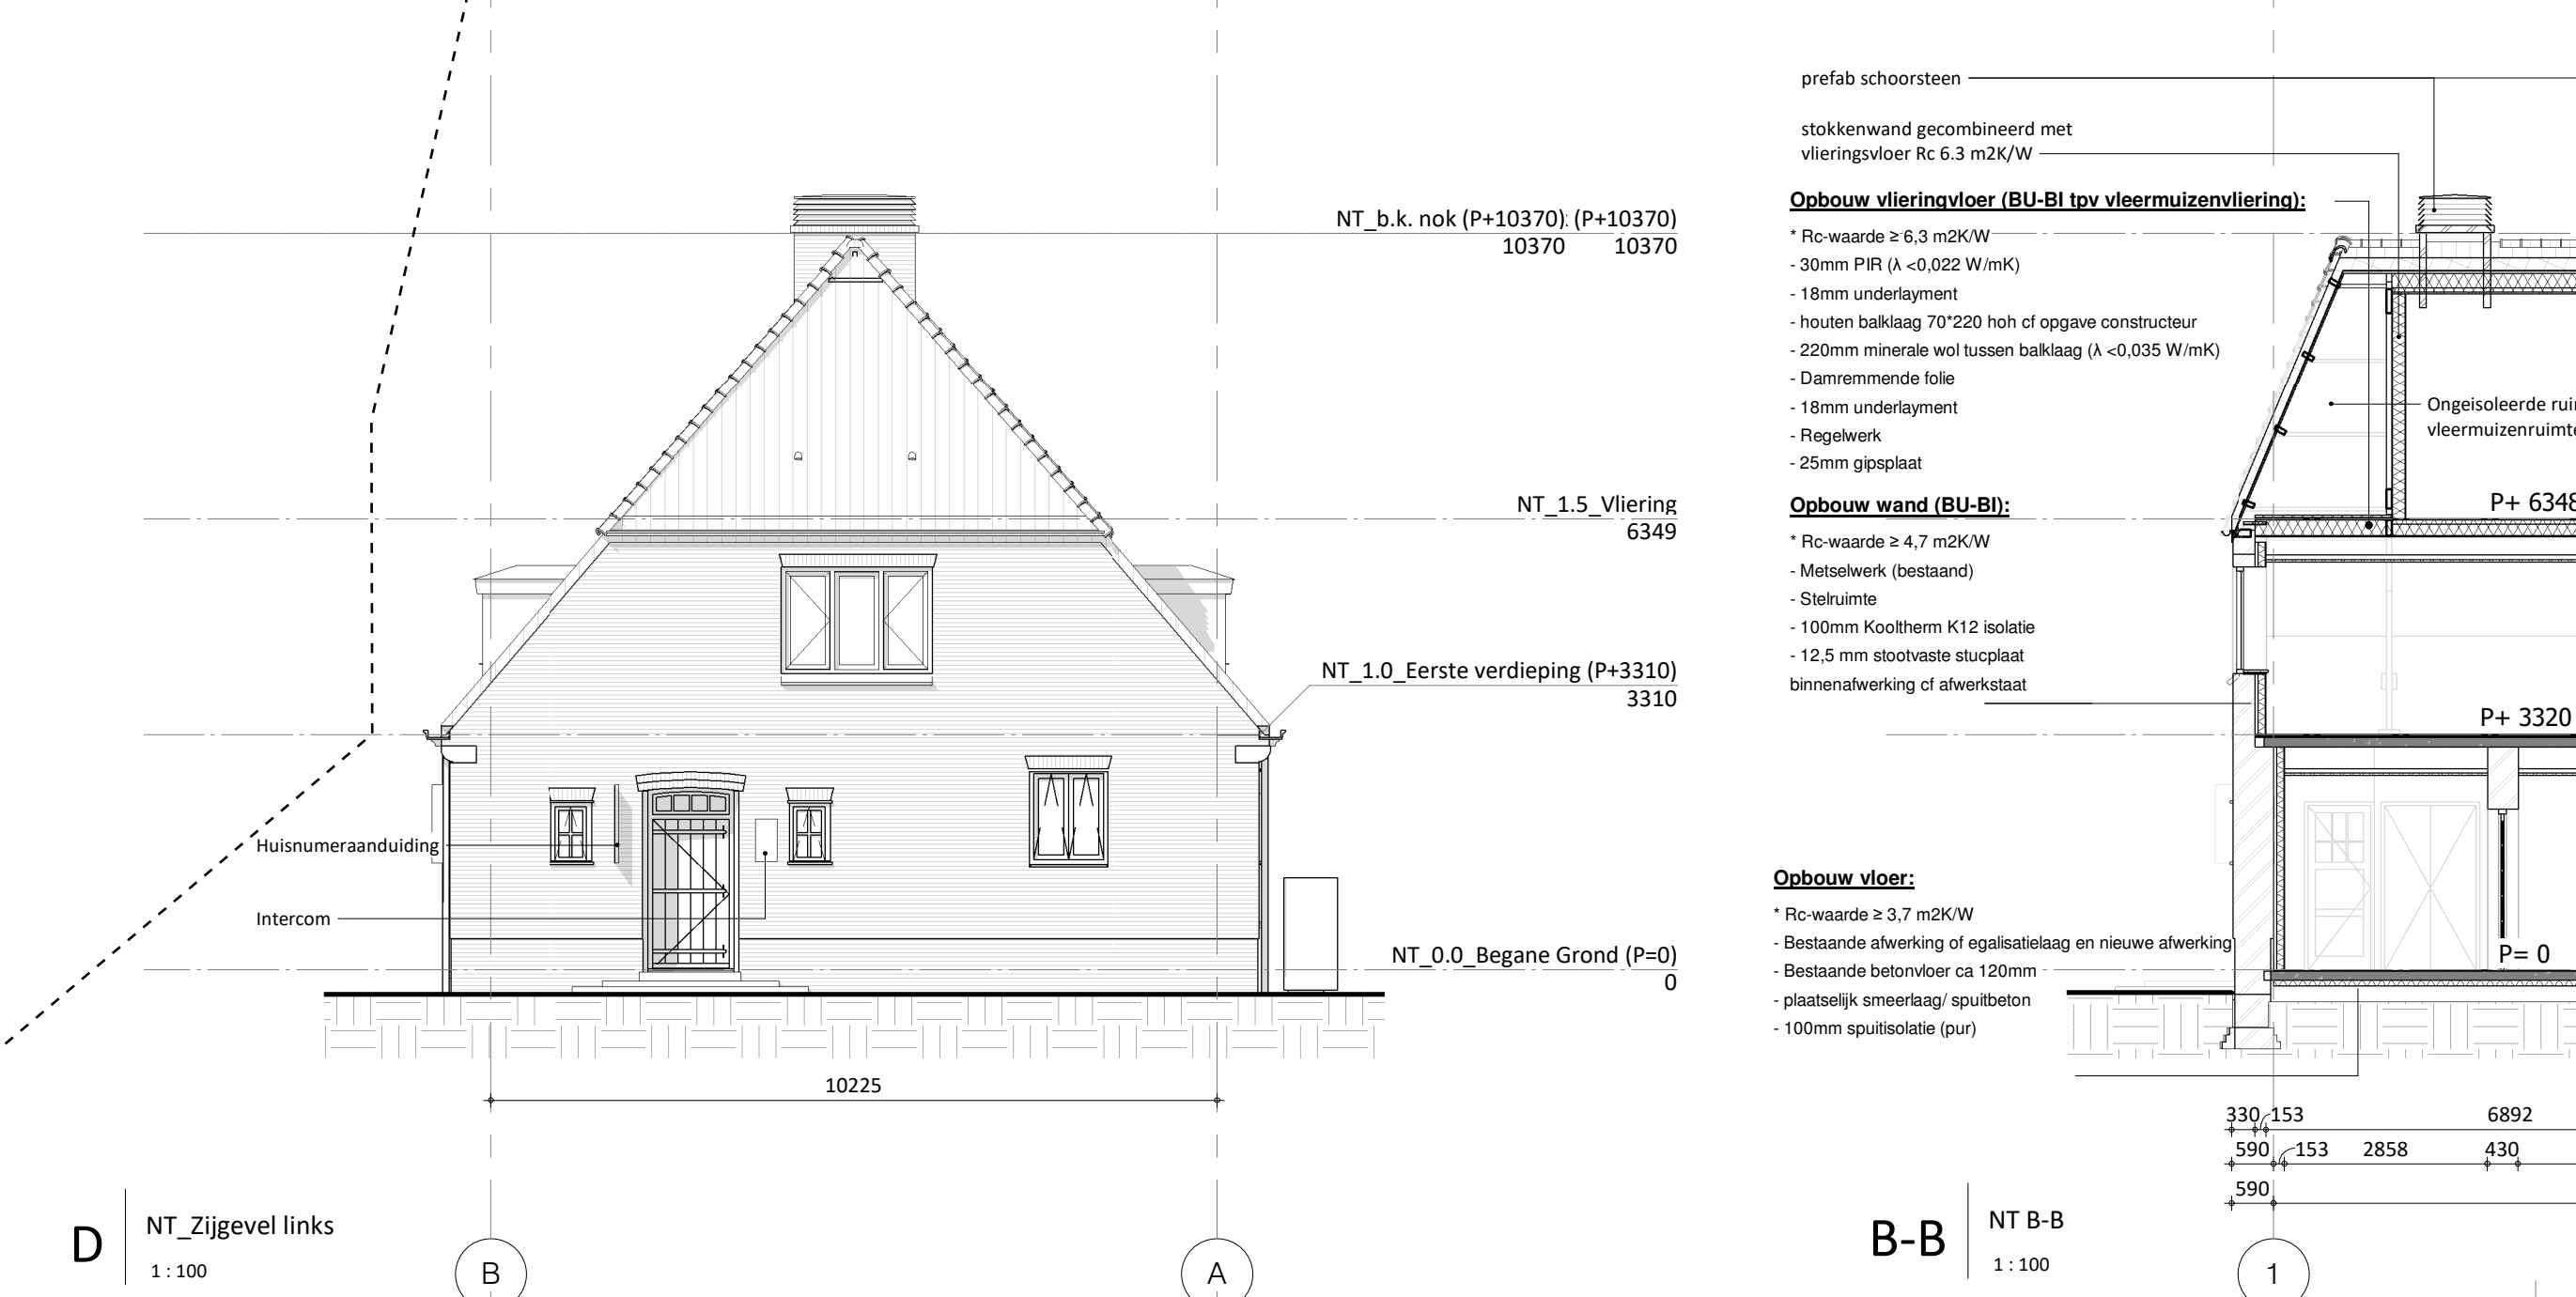 NT_b.k. nok (P+10370): (P+10370)
10370 10370
NT_1.5_Vliering
6349
NT_1.0_Eerste verdieping (P+3310)
3310
Huisnumeraanduiding
Intercom
NT_0.0_Begane Grond (P=0)
0
10225
D
NT_Zijgevel links
1 : 100
B
A
prefab schoorsteen
stokkenwand gecombineerd met
vlieringsvloer Rc 6.3 m2K/W
Opbouw vlieringvloer (BU-BI tpv vleermuizenvliering):
* Rc-waarde ≥ 6,3 m2K/W
- 30mm PIR (λ <0,022 W/mK)
- 18mm underlayment
- houten balklaag 70*220 hoh cf opgave constructeur
- 220mm minerale wol tussen balklaag (λ <0,035 W/mK)
- Damremmende folie
- 18mm underlayment
- Regelwerk
- 25mm gipsplaat
Opbouw wand (BU-BI):
* Rc-waarde ≥ 4,7 m2K/W
- Metselwerk (bestaand)
- Stelruimte
- 100mm Kooltherm K12 isolatie
- 12,5 mm stootvaste stucplaat
binnenafwerking cf afwerkstaat
Opbouw vloer:
* Rc-waarde ≥ 3,7 m2K/W
- Bestaande afwerking of egalisatielaag en nieuwe afwerking
- Bestaande betonvloer ca 120mm
- plaatselijk smeerlaag/ spuitbeton
- 100mm spuitisolatie (pur)
Ongeisoleerde
P+ 6348
P+ 3320
P= 0
330 153 6892
590 153 2858 430
590
B-B
NT B-B
1 : 100
1